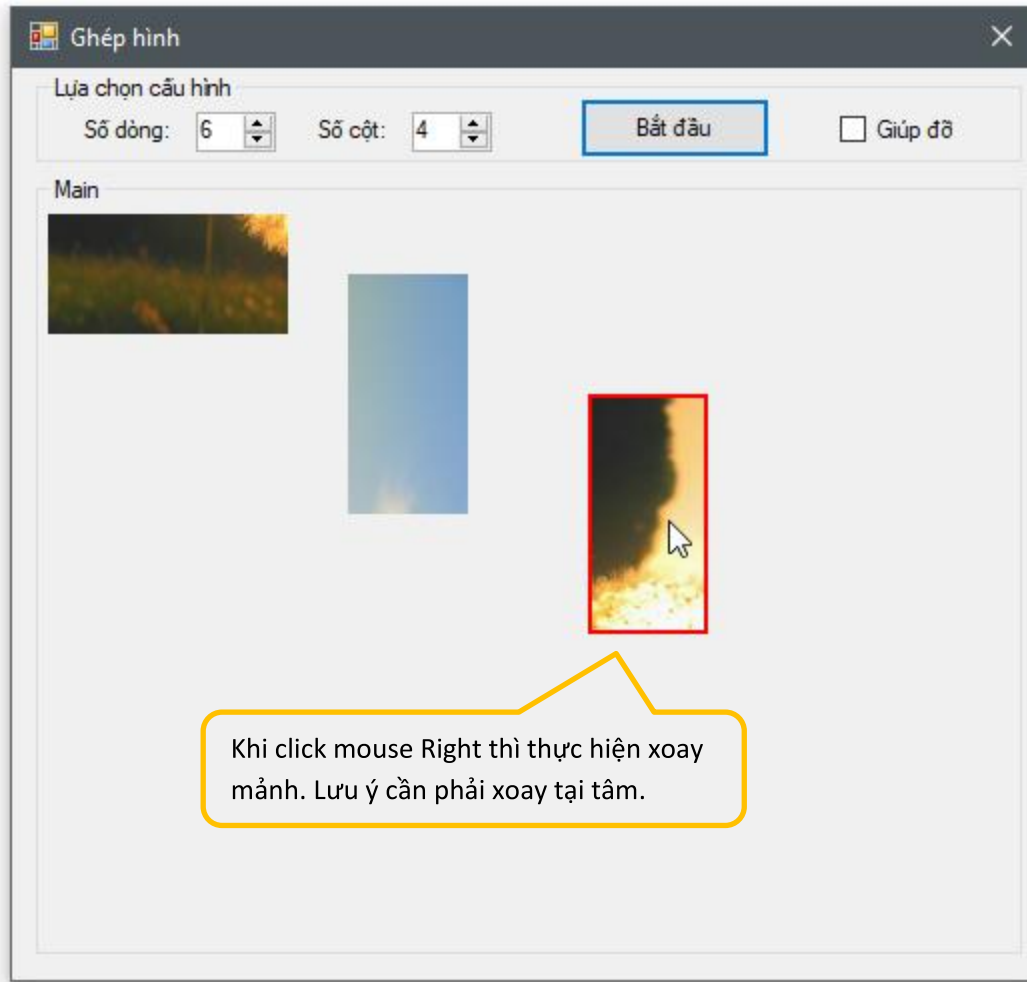 Ghép hình
Lựa chọn cấu hình
Số dòng: 6 Số cột: 4 Bắt đầu Giúp đỡ
Main
Khi click mouse Right thì thực hiện xoay
mảnh. Lưu ý cần phải xoay tại tâm.